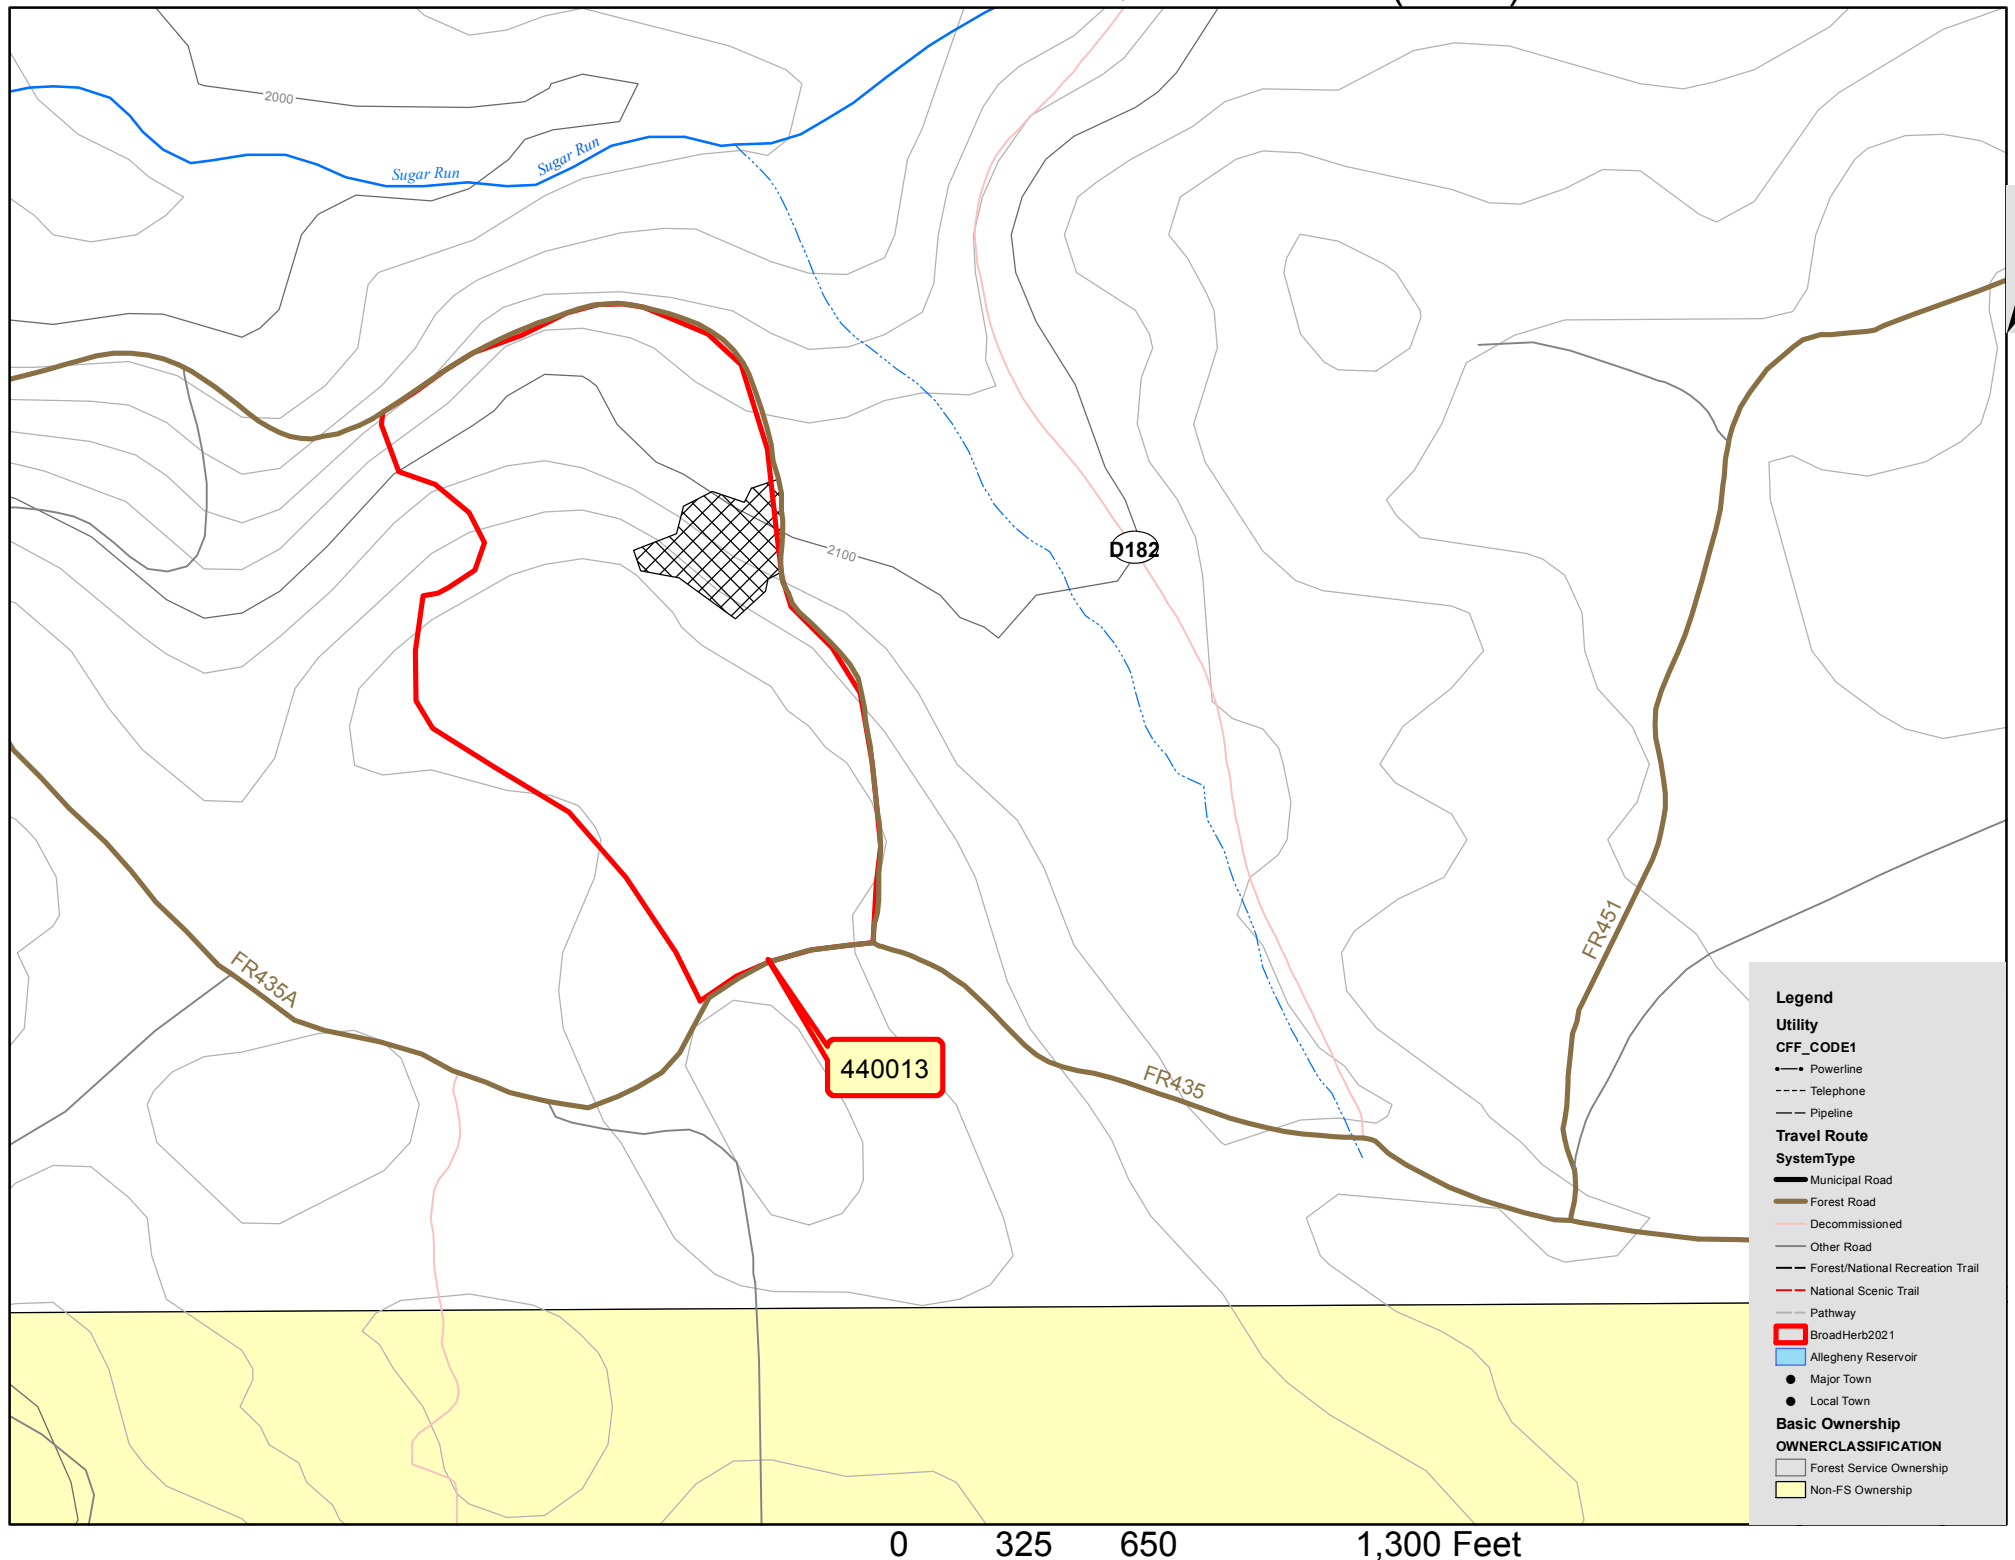 2000
Sugar Run
Sugar Run
2100
D182
FR451
FR435A
FR435
440013
Legend
Utility
CFF_CODE1
Powerline
Telephone
Pipeline
Travel Route
SystemType
Municipal Road
Forest Road
Decommissioned
Other Road
Forest/National Recreation Trail
National Scenic Trail
Pathway
BroadHerb2021
Allegheny Reservoir
Major Town
Local Town
Basic Ownership
OWNERCLASSIFICATION
Forest Service Ownership
Non-FS Ownership
0 325 650 1,300 Feet